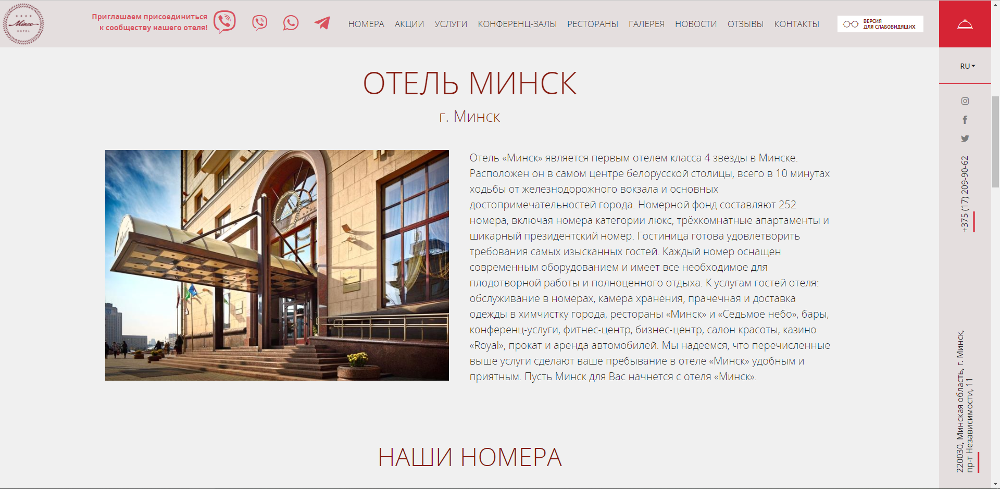 Minsk
HOTEL
Приглашаем присоединиться
к сообществу нашего отеля!
НОМЕРА АКЦИИ УСЛУГИ КОНФЕРЕНЦ-ЗАЛЫ РЕСТОРАНЫ ГАЛЕРЕЯ НОВОСТИ ОТЗЫВЫ КОНТАКТЫ
ВЕРСИЯ
ДЛЯ СЛАБОВИДЯЩИХ
RU
ОТЕЛЬ МИНСК
г. Минск
Отель «Минск» является первым отелем класса 4 звезды в Минске.
Расположен он в самом центре белорусской столицы, всего в 10 минутах
ходьбы от железнодорожного вокзала и основных
достопримечательностей города. Номерной фонд составляют 252
номера, включая номера категории люкс, трёхкомнатные апартаменты и
шикарный президентский номер. Гостиница готова удовлетворить
требования самых изысканных гостей. Каждый номер оснащен
современным оборудованием и имеет все необходимое для
плодотворной работы и полноценного отдыха. К услугам гостей отеля:
обслуживание в номерах, камера хранения, прачечная и доставка
одежды в химчистку города, рестораны «Минск» и «Седьмое небо», бары,
конференц-услуги, фитнес-центр, бизнес-центр, салон красоты, казино
«Royal», прокат и аренда автомобилей. Мы надеемся, что перечисленные
выше услуги сделают ваше пребывание в отеле «Минск» удобным и
приятным. Пусть Минск для Вас начнется с отеля «Минск».
+375 (17) 209-90-62
220030, Минская область, г. Минск,
пр-т Независимости, 11
НАШИ НОМЕРА